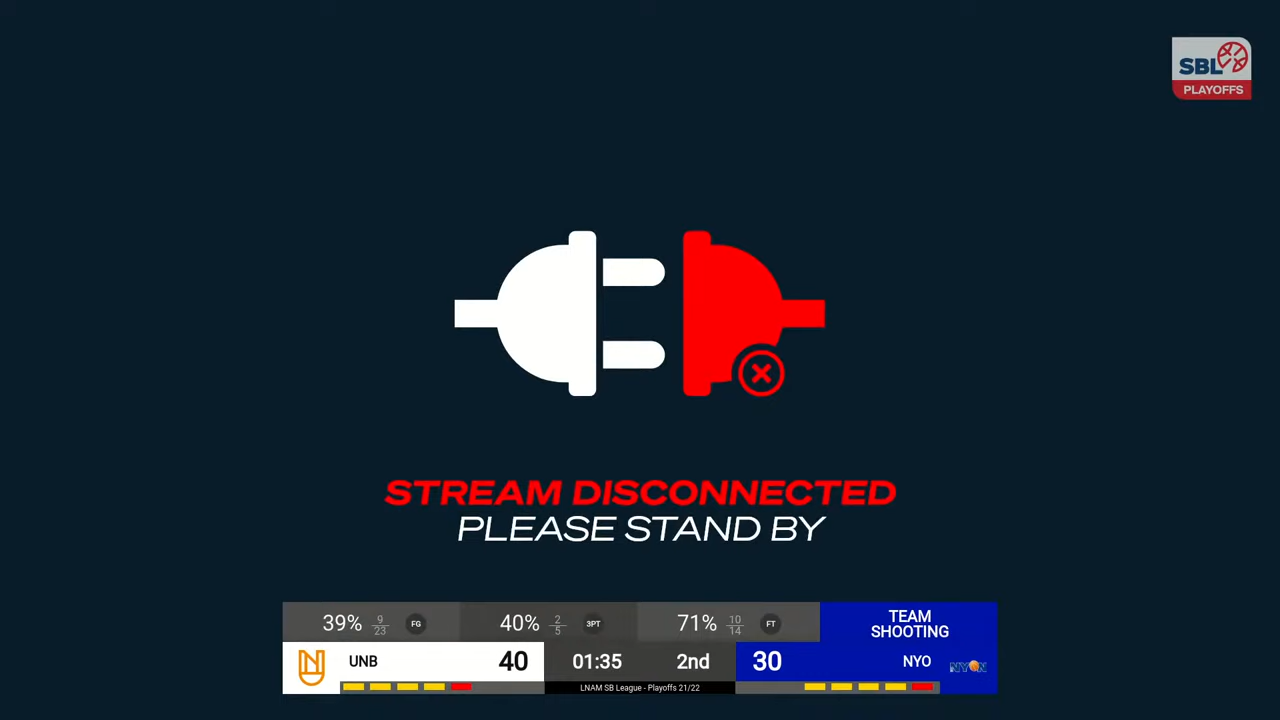 SBL
PLAYOFFS
STREAM DISCONNECTED
PLEASE STAND BY
39% 9/23 FG 40% 2/5 3PT 71% 10/14 FT
TEAM
SHOOTING
UNB 40 01:35 2nd 30 NYO NYON
LNAM SB League - Playoffs 21/22